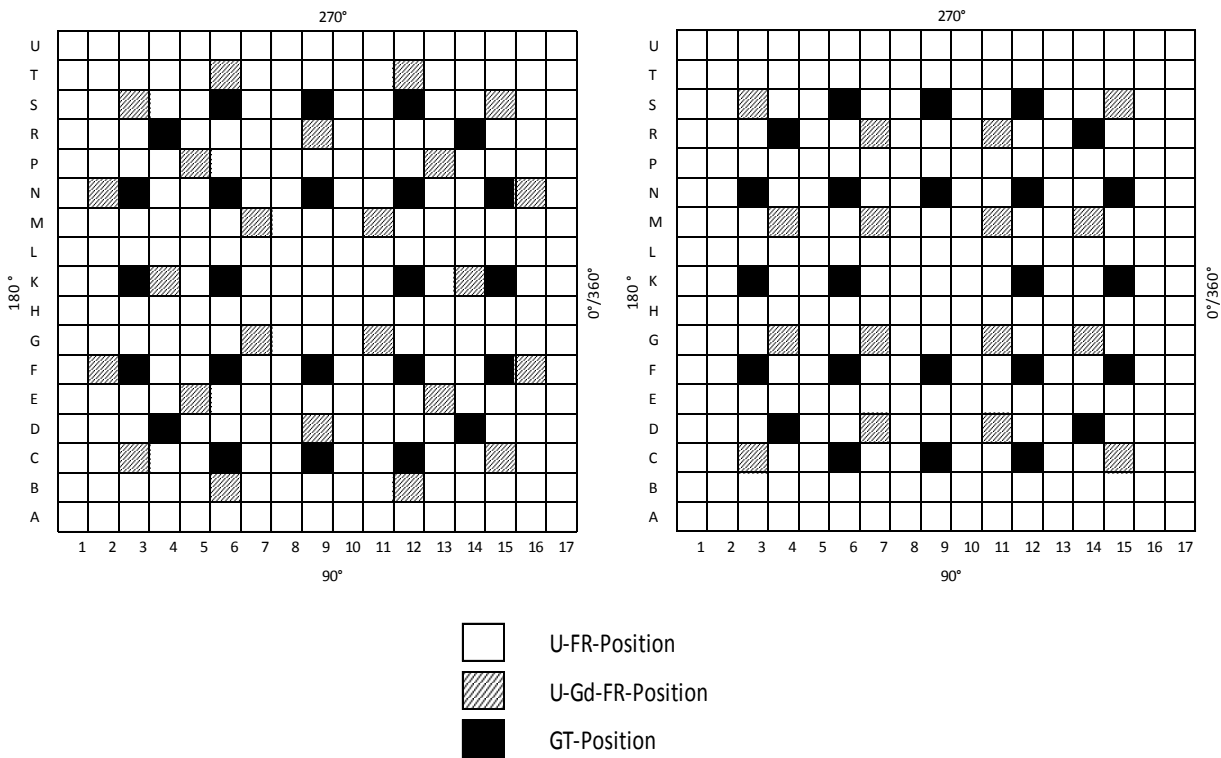 270°
270°
U
T
S
R
P
N
M
L
K
H
G
F
E
D
C
B
A
180 °
0°/360°
1 2 3 4 5 6 7 8 9 10 11 12 13 14 15 16 17
90°
U
T
S
R
P
N
M
L
K
H
G
F
E
D
C
B
A
180 °
0°/360°
1 2 3 4 5 6 7 8 9 10 11 12 13 14 15 16 17
90°
U-FR-Position
U-Gd-FR-Position
GT-Position